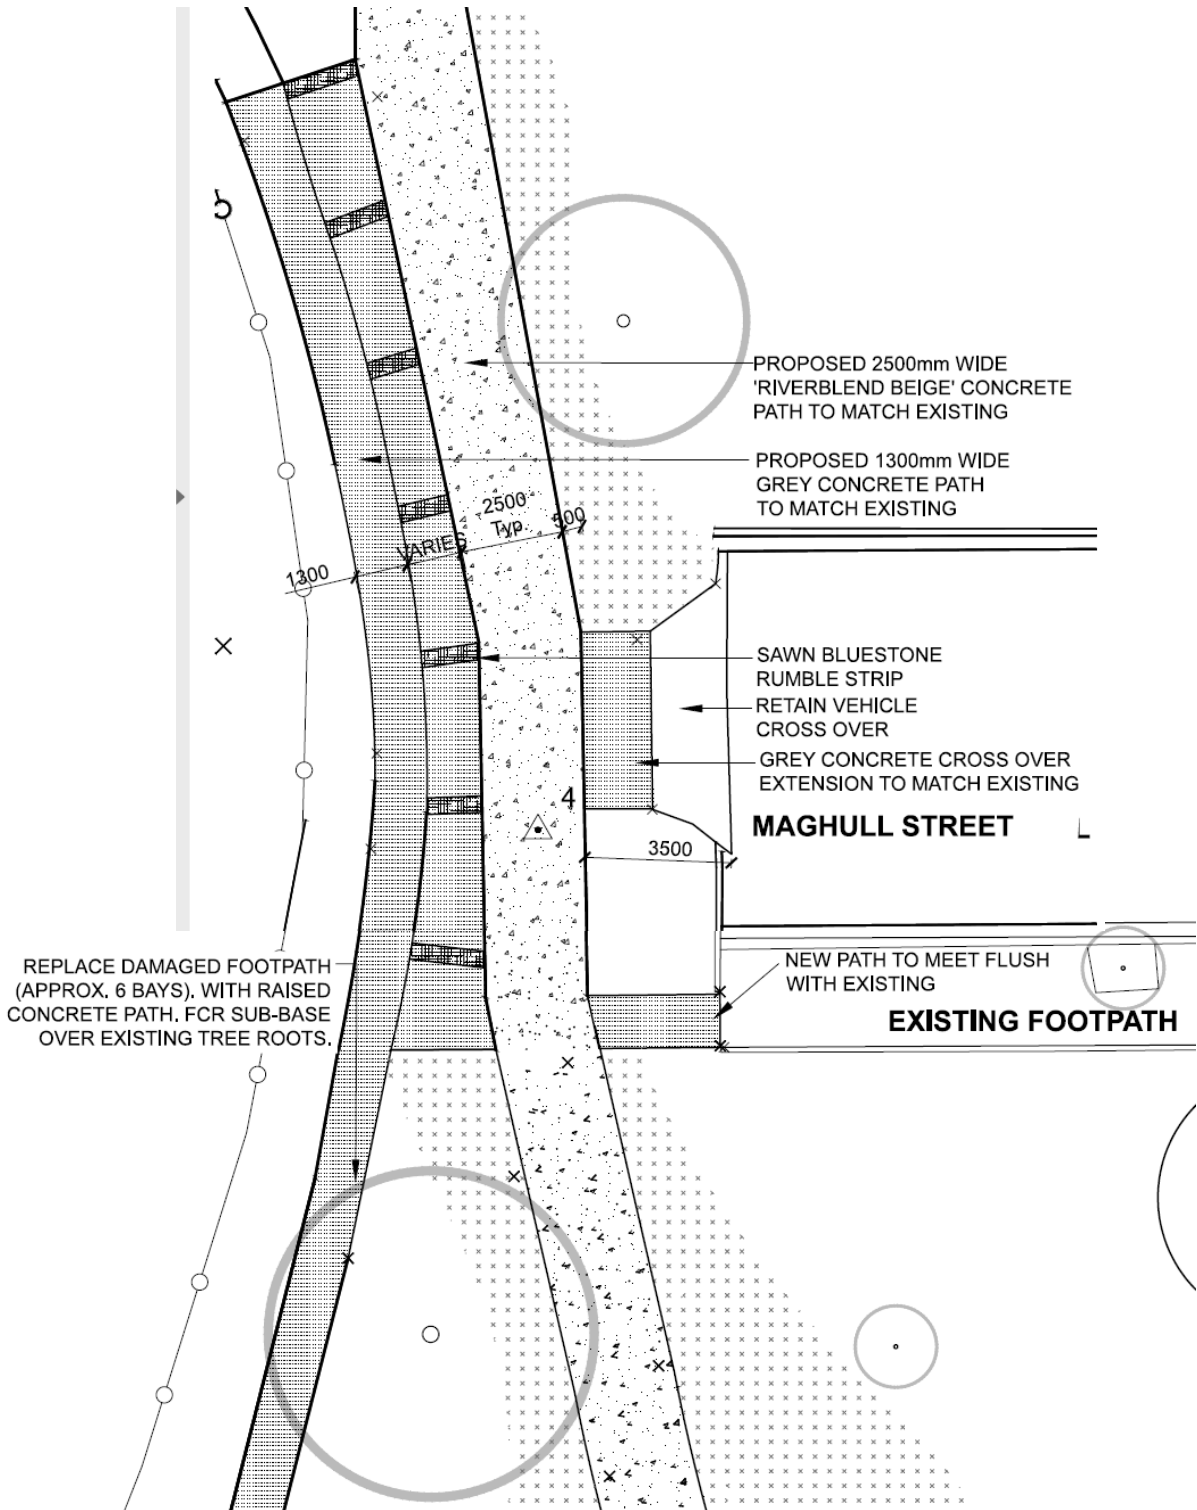 PROPOSED 2500mm WIDE
'RIVERBLEND BEIGE' CONCRETE
PATH TO MATCH EXISTING
PROPOSED 1300mm WIDE
GREY CONCRETE PATH
TO MATCH EXISTING
2500
Typ.
500
VARIES
1300
SAWN BLUESTONE
RUMBLE STRIP
RETAIN VEHICLE
CROSS OVER
GREY CONCRETE CROSS OVER
EXTENSION TO MATCH EXISTING
4
MAGHULL STREET
3500
REPLACE DAMAGED FOOTPATH
(APPROX. 6 BAYS). WITH RAISED
CONCRETE PATH. FCR SUB-BASE
OVER EXISTING TREE ROOTS.
NEW PATH TO MEET FLUSH
WITH EXISTING
EXISTING FOOTPATH